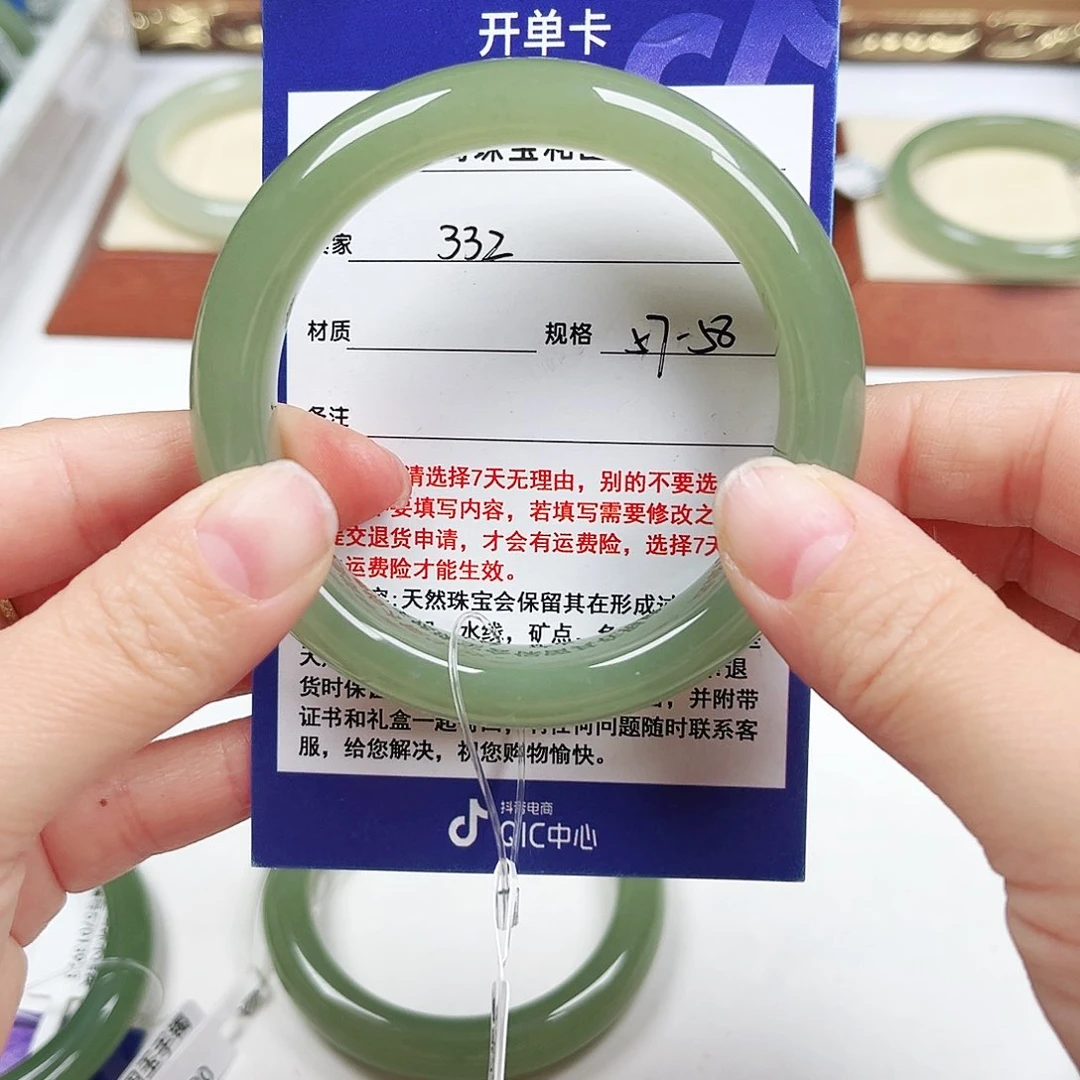 开单卡
珠宝和田
家 332
材质 规格 57-58
备注
请选择7天无理由，别的不要选
要填写内容，若填写需要修改之
交退货申请，才会有运费险，选择7天
运费险才能生效。
:天然珠宝会保留其在形成过
水线，矿点、
天 退
货时保 并附带
证书和礼盒一起 问题随时联系客
服，给您解决，祝您购物愉快。
抖音电商
QIC中心
玉手镯